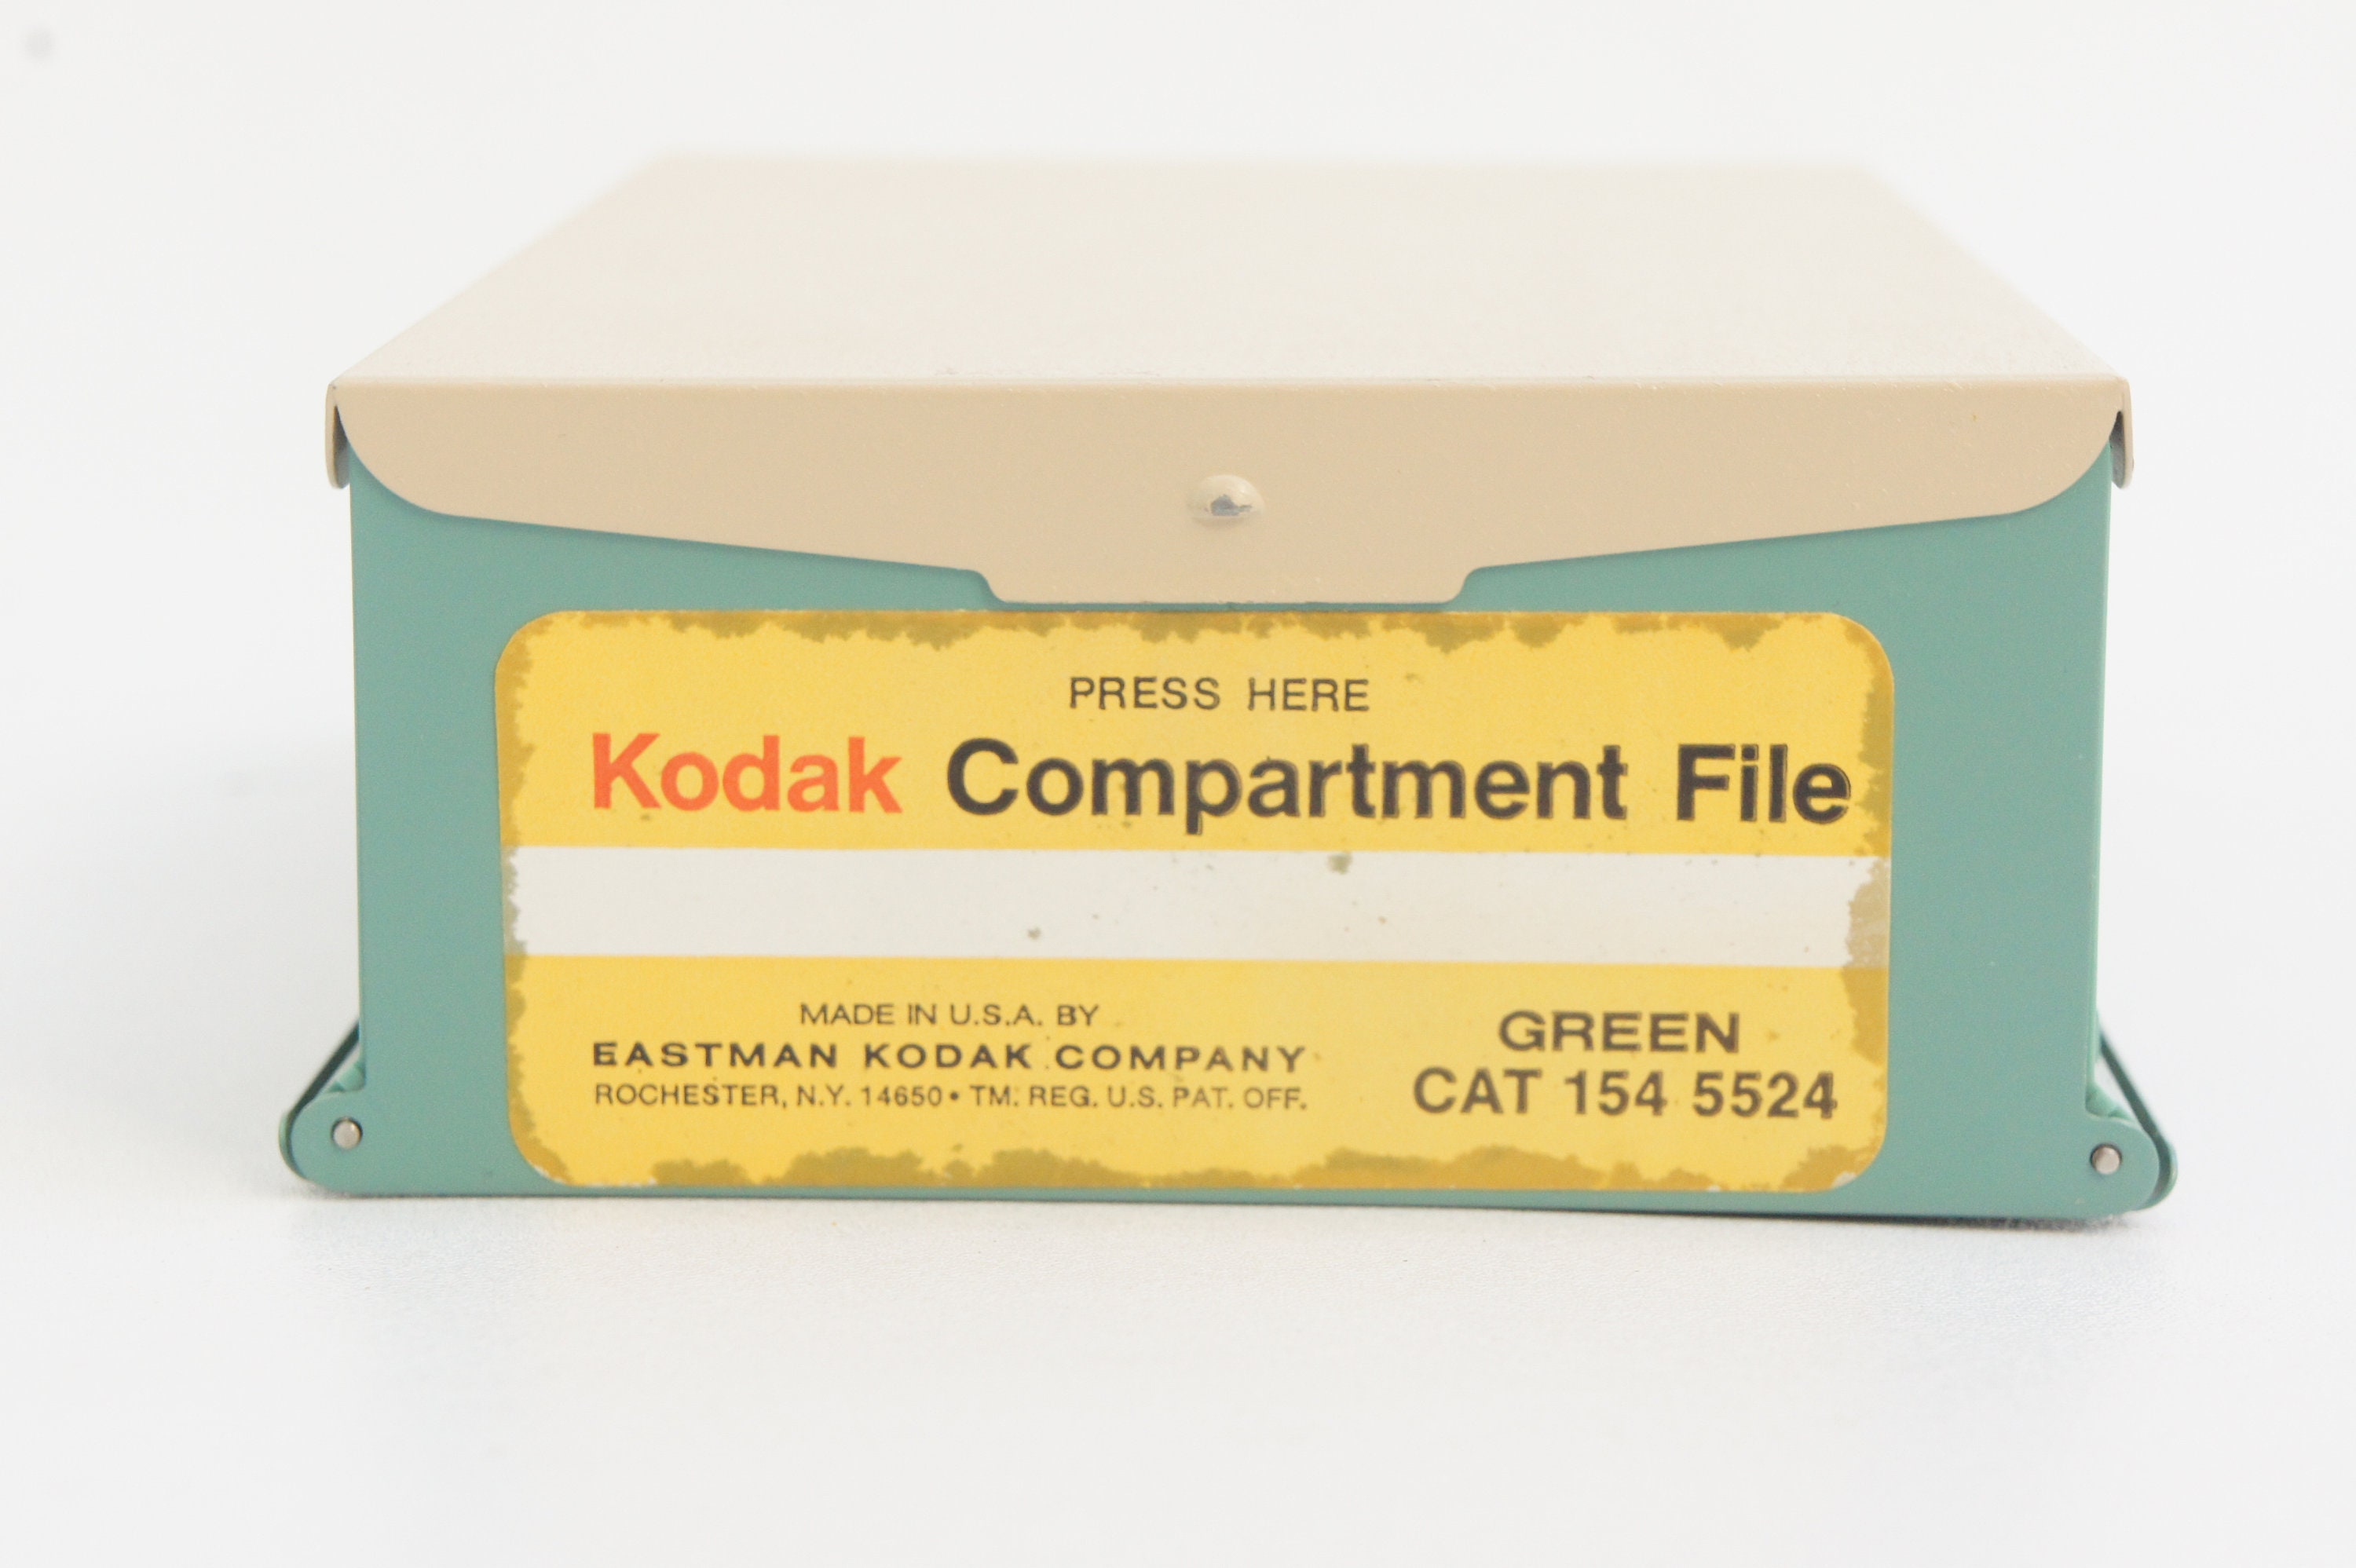 PRESS HERE
Kodak Compartment File
MADE IN U.S.A. BY
EASTMAN KODAK COMPANY
ROCHESTER, N.Y. 14650 • TM. REG. U.S. PAT. OFF.
GREEN
CAT 154 5524